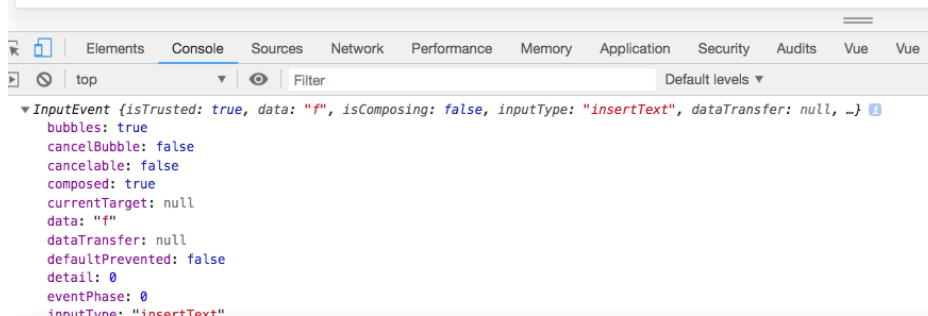 Elements Console Sources Network Performance Memory Application Security Audits Vue Vue
top Filter Default levels
InputEvent {isTrusted: true, data: "f", isComposing: false, inputType: "insertText", dataTransfer: null, …}
bubbles: true
cancelBubble: false
cancelable: false
composed: true
currentTarget: null
data: "f"
dataTransfer: null
defaultPrevented: false
detail: 0
eventPhase: 0
inputType: "insertText"